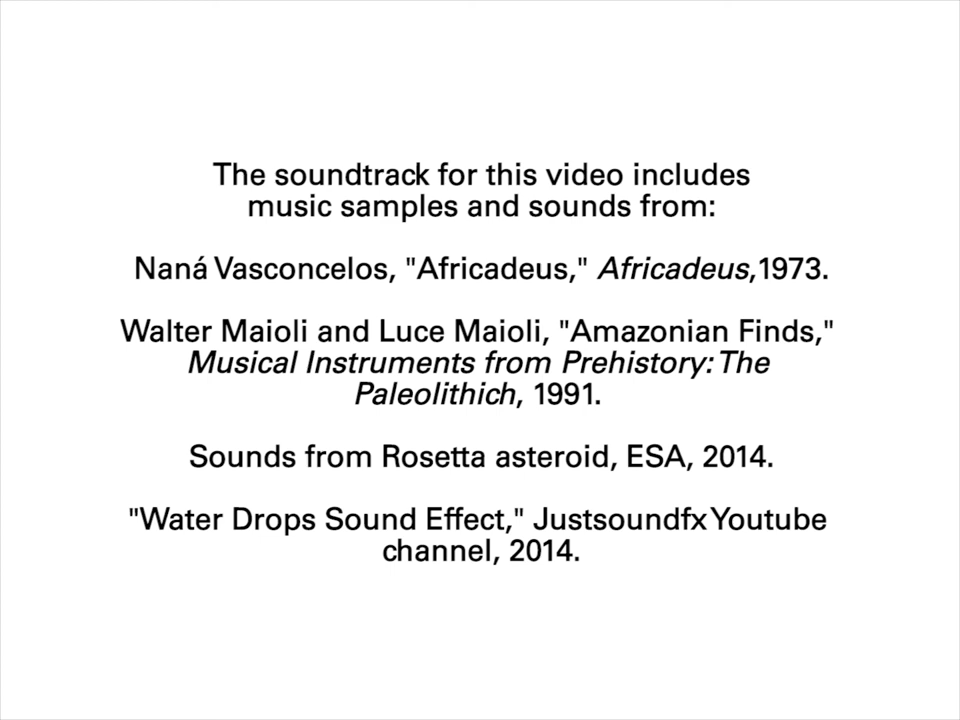 The soundtrack for this video includes
music samples and sounds from:
Naná Vasconcelos, "Africadeus," Africadeus,1973.
Walter Maioli and Luce Maioli, "Amazonian Finds,"
Musical Instruments from Prehistory: The
Paleolithich, 1991.
Sounds from Rosetta asteroid, ESA, 2014.
"Water Drops Sound Effect," Justsoundfx Youtube
channel, 2014.